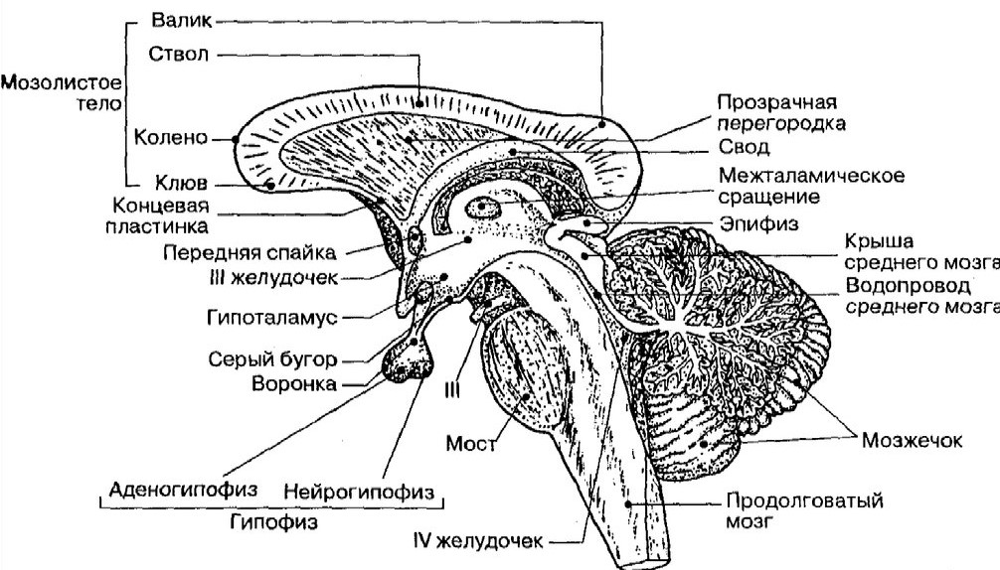 Валик
Ствол
Мозолистое
тело
Колено
Клюв
Концевая
пластинка
Передняя спайка
III желудочек
Гипоталамус
Серый бугор
Воронка
Аденогипофиз
Нейрогипофиз
Гипофиз
III
Мост
IV желудочек
Прозрачная
перегородка
Свод
Межталамическое
сращение
Эпифиз
Крыша
среднего мозга
Водопровод
среднего мозга
Мозжечок
Продолговатый
мозг